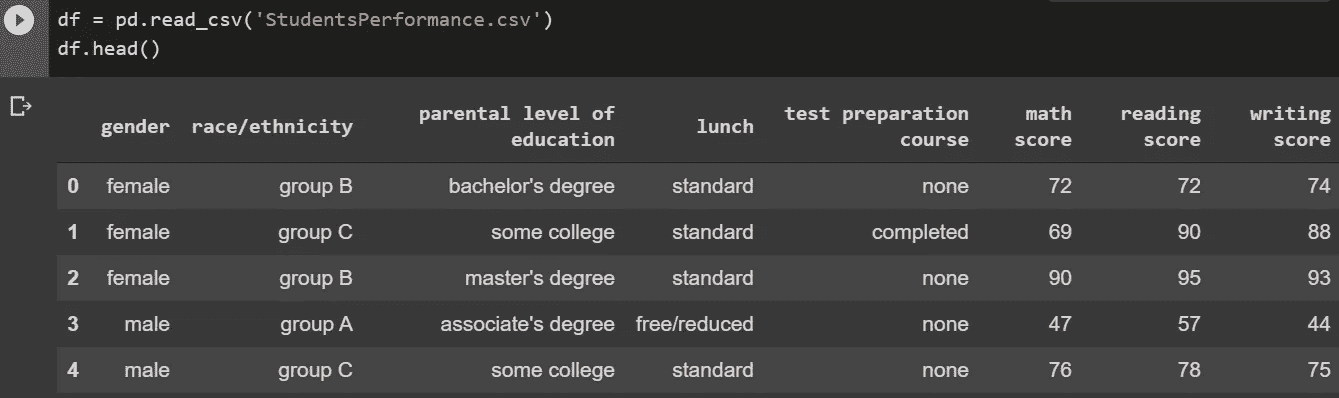 df = pd.read_csv('StudentsPerformance.csv')
df.head()
gender race/ethnicity parental level of education lunch test preparation course math score reading score writing score
0 female group B bachelor's degree standard none 72 72 74
1 female group C some college standard completed 69 90 88
2 female group B master's degree standard none 90 95 93
3 male group A associate's degree free/reduced none 47 57 44
4 male group C some college standard none 76 78 75